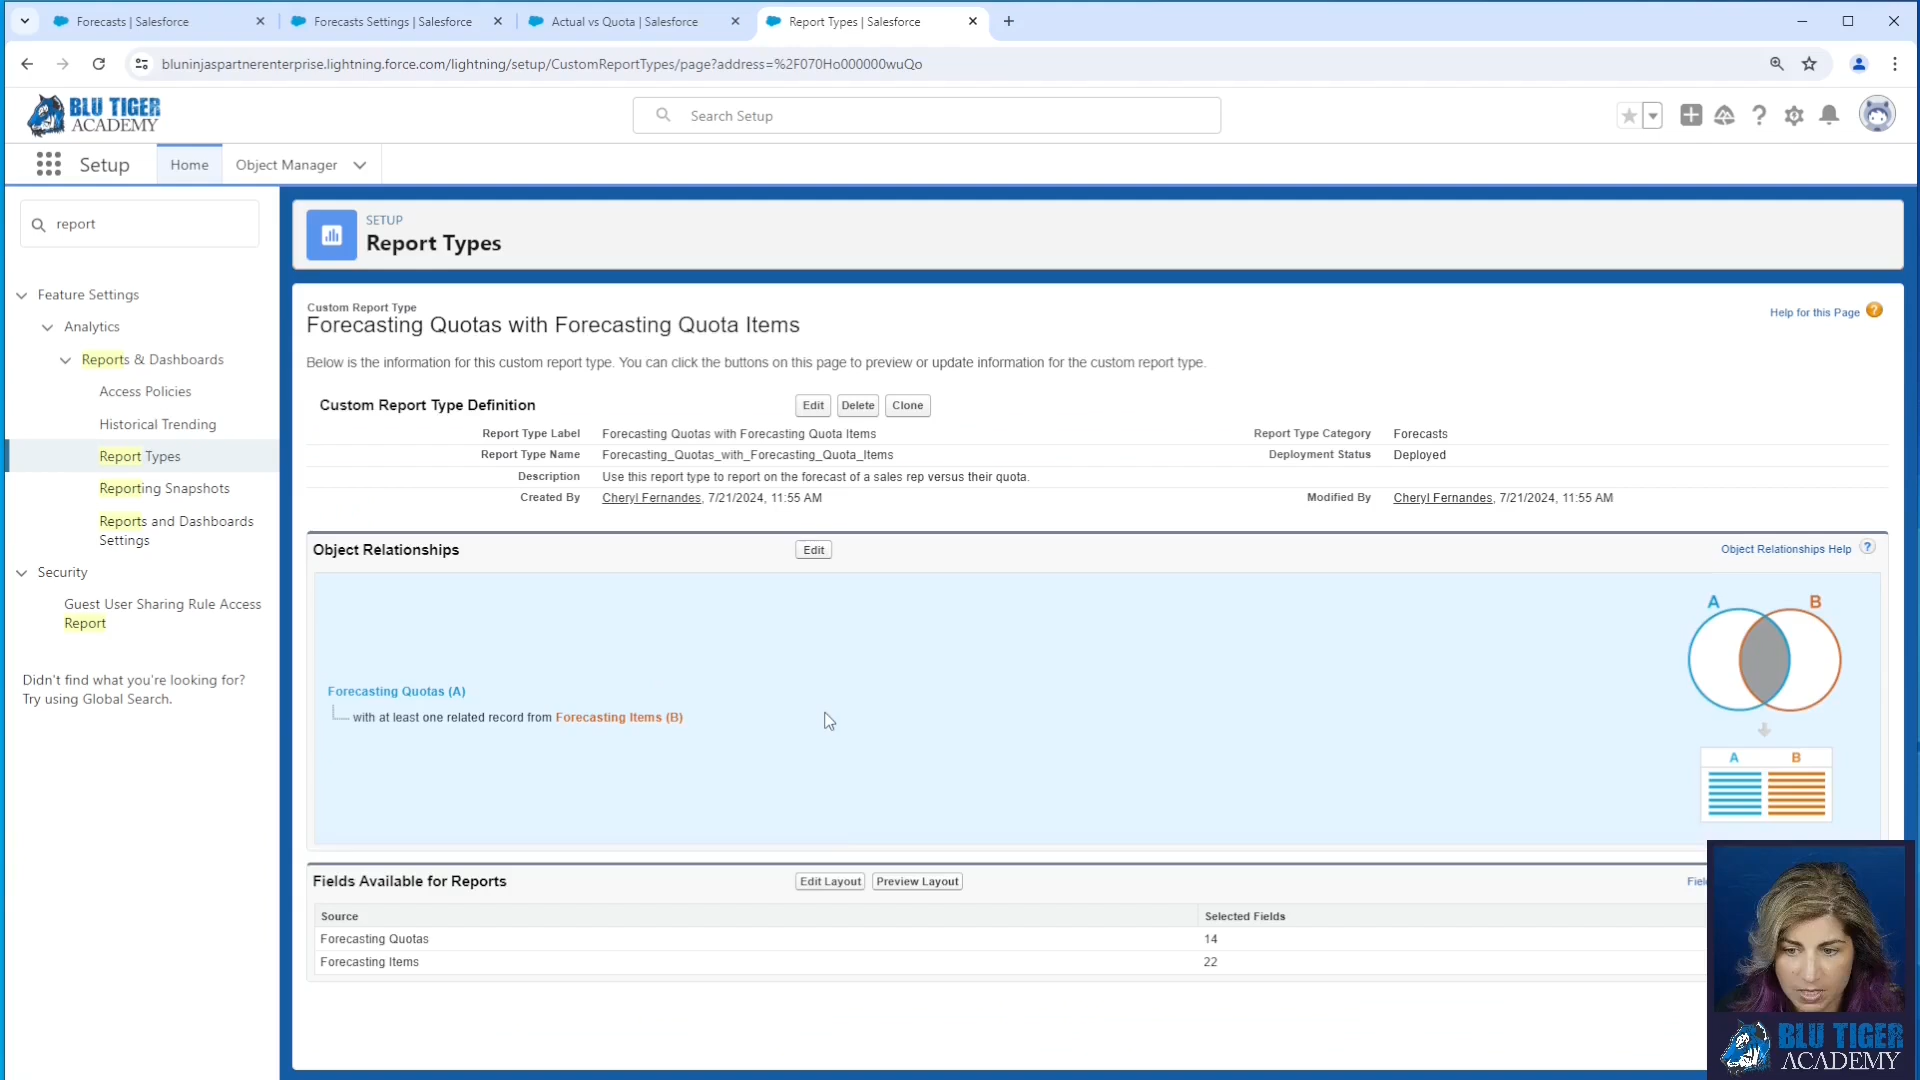 Forecasts | Salesforce
Forecasts Settings | Salesforce
Actual vs Quota | Salesforce
Report Types | Salesforce
bluninjaspartnerenterprise.lightning.force.com/lightning/setup/CustomReportTypes/page?address=%2F070Ho000000wuQo
BLU TIGER
ACADEMY
Search Setup
Setup
Home
Object Manager
report
Feature Settings
Analytics
Reports & Dashboards
Access Policies
Historical Trending
Report Types
Reporting Snapshots
Reports and Dashboards
Settings
Security
Guest User Sharing Rule Access
Report
Didn't find what you're looking for?
Try using Global Search.
SETUP
Report Types
Custom Report Type
Forecasting Quotas with Forecasting Quota Items
Help for this Page
Below is the information for this custom report type. You can click the buttons on this page to preview or update information for the custom report type.
Custom Report Type Definition
Edit Delete Clone
Report Type Label Forecasting Quotas with Forecasting Quota Items Report Type Category Forecasts
Report Type Name Forecasting_Quotas_with_Forecasting_Quota_Items Deployment Status Deployed
Description Use this report type to report on the forecast of a sales rep versus their quota.
Created By Cheryl Fernandes, 7/21/2024, 11:55 AM Modified By Cheryl Fernandes, 7/21/2024, 11:55 AM
Object Relationships Edit Object Relationships Help ?
A B
Forecasting Quotas (A)
with at least one related record from Forecasting Items (B)
A B
Fields Available for Reports Edit Layout Preview Layout
Source Selected Fields
Forecasting Quotas 14
Forecasting Items 22
BLU TIGER
ACADEMY